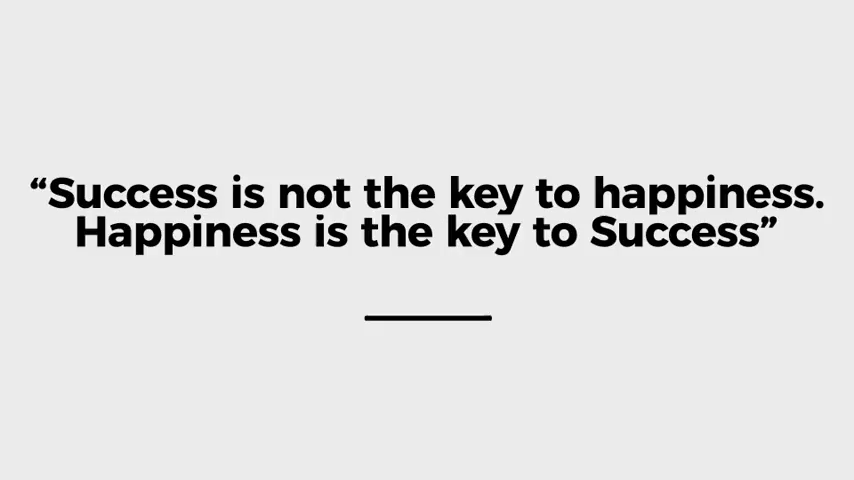 “Success is not the key to happiness.
Happiness is the key to Success”